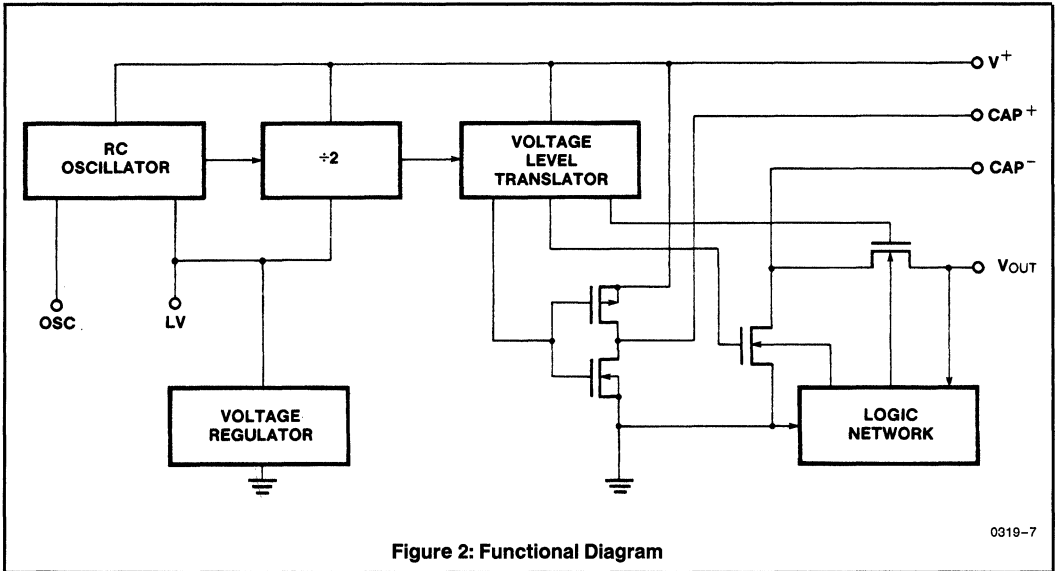 V+
CAP+
RC
OSCILLATOR
÷2
VOLTAGE
LEVEL
TRANSLATOR
CAP−
VOUT
OSC
LV
VOLTAGE
REGULATOR
LOGIC
NETWORK
0319–7
Figure 2: Functional Diagram